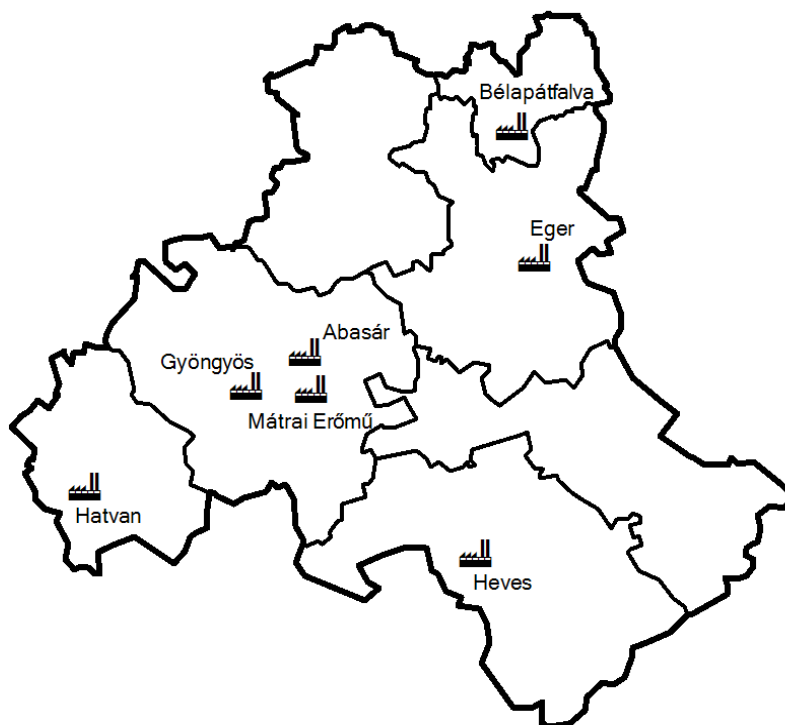 Bélapátfalva
Eger
Abasár
Gyöngyös
Mátrai Erőmű
Hatvan
Heves